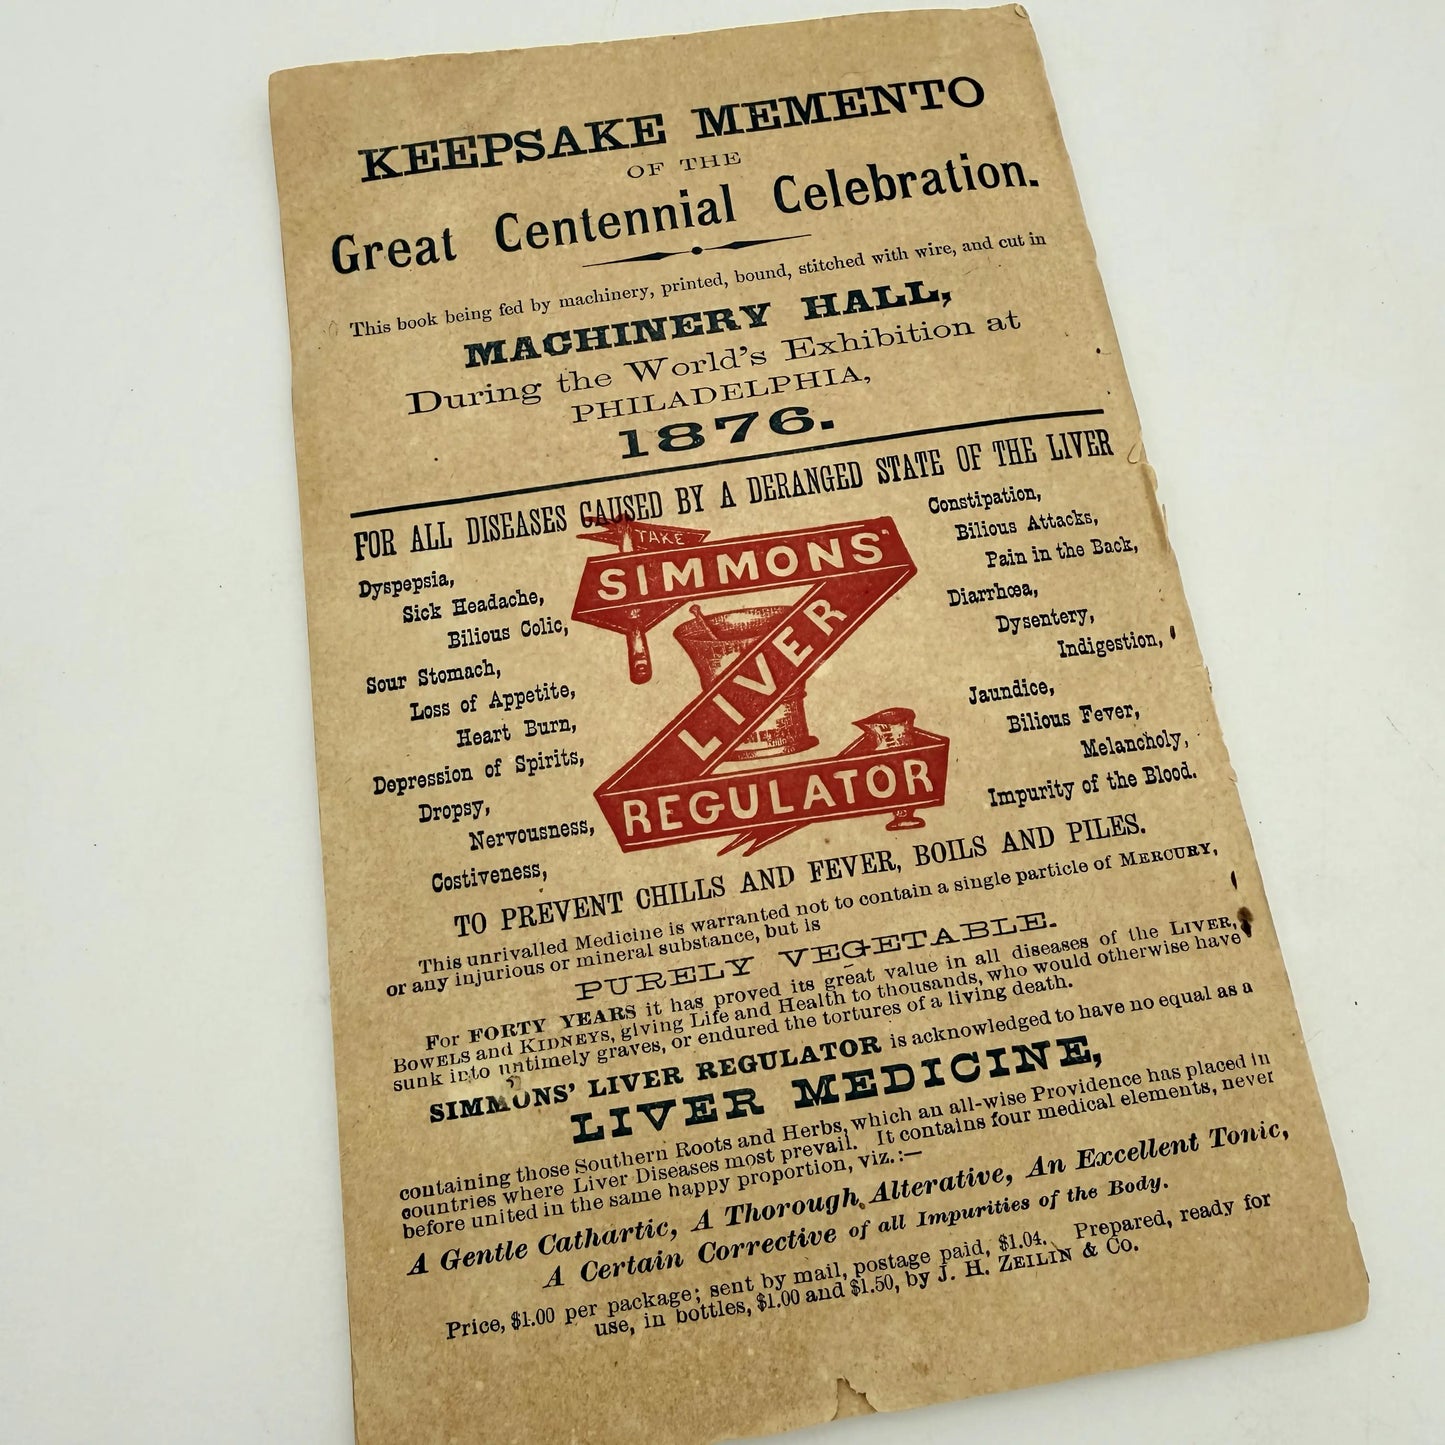 KEEPSAKE MEMENTO
OF THE
Great Centennial Celebration.
This book being fed by machinery, printed, bound, stitched with wire, and cut in
MACHINERY HALL,
During the World's Exhibition at
PHILADELPHIA,
1876.
FOR ALL DISEASES CAUSED BY A DERANGED STATE OF THE LIVER
Dyspepsia,
Sick Headache,
Bilious Colic,
Sour Stomach,
Loss of Appetite,
Heart Burn,
Depression of Spirits,
Dropsy,
Nervousness,
Costiveness,
TAKE
SIMMONS'
LIVER
REGULATOR
Constipation,
Bilious Attacks,
Pain in the Back,
Diarrhœa,
Dysentery,
Indigestion,
Jaundice,
Bilious Fever,
Melancholy,
Impurity of the Blood.
TO PREVENT CHILLS AND FEVER, BOILS AND PILES.
This unrivalled Medicine is warranted not to contain a single particle of MERCURY,
or any injurious or mineral substance, but is
PURELY VEGETABLE.
For FORTY YEARS it has proved its great value in all diseases of the LIVER,
BOWELS and KIDNEYS, giving Life and Health to thousands, who would otherwise have
sunk into untimely graves, or endured the tortures of a living death.
SIMMONS' LIVER REGULATOR is acknowledged to have no equal as a
LIVER MEDICINE,
containing those Southern Roots and Herbs, which an all-wise Providence has placed in
countries where Liver Diseases most prevail. It contains four medical elements, never
before united in the same happy proportion, viz.:—
A Gentle Cathartic, A Thorough Alterative, An Excellent Tonic,
A Certain Corrective of all Impurities of the Body.
Price, $1.00 per package; sent by mail, postage paid, $1.04. Prepared, ready for
use, in bottles, $1.00 and $1.50, by J. H. ZEILIN & Co.